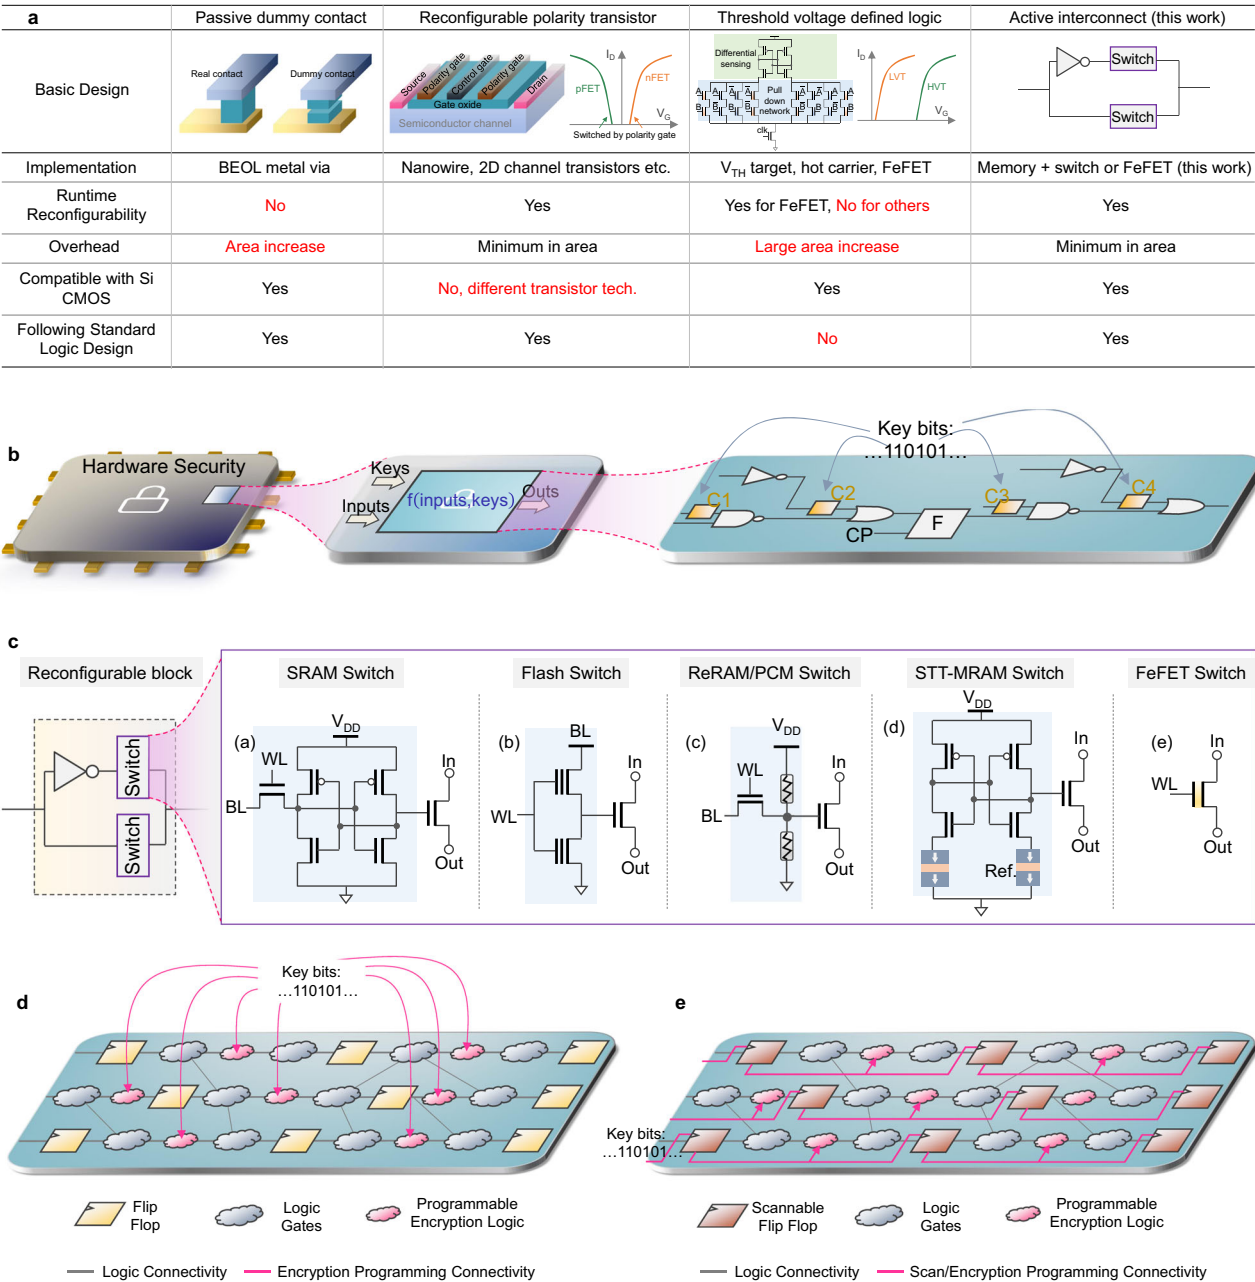 a
Passive dummy contact
Reconfigurable polarity transistor
Threshold voltage defined logic
Active interconnect (this work)
Basic Design
Real contact
Dummy contact
Source
Polarity gate
Control gate
Polarity gate
Drain
Gate oxide
Semiconductor channel
I_D
pFET
nFET
V_G
Switched by polarity gate
Differential
sensing
Pull
down
network
A A A̅ A̅ A̅ A̅ A A
B B̅ B B̅ B̅ B B̅ B
clk
I_D
LVT
HVT
V_G
Switch
Switch
Implementation
BEOL metal via
Nanowire, 2D channel transistors etc.
V_TH target, hot carrier, FeFET
Memory + switch or FeFET (this work)
Runtime
Reconfigurability
No
Yes
Yes for FeFET, No for others
Yes
Overhead
Area increase
Minimum in area
Large area increase
Minimum in area
Compatible with Si
CMOS
Yes
No, different transistor tech.
Yes
Yes
Following Standard
Logic Design
Yes
Yes
No
Yes
b
Hardware Security
Keys
Inputs
f(inputs,keys)
Outs
Key bits:
...110101...
C1
C2
C3
C4
CP
F
c
Reconfigurable block
Switch
Switch
SRAM Switch
(a)
V_DD
WL
BL
In
Out
Flash Switch
(b)
BL
WL
In
Out
ReRAM/PCM Switch
(c)
V_DD
WL
BL
In
Out
STT-MRAM Switch
(d)
V_DD
Ref.
In
Out
FeFET Switch
(e)
In
WL
Out
d
Key bits:
...110101...
Flip
Flop
Logic
Gates
Programmable
Encryption Logic
Logic Connectivity
Encryption Programming Connectivity
e
Key bits:
...110101...
Scannable
Flip Flop
Logic
Gates
Programmable
Encryption Logic
Logic Connectivity
Scan/Encryption Programming Connectivity